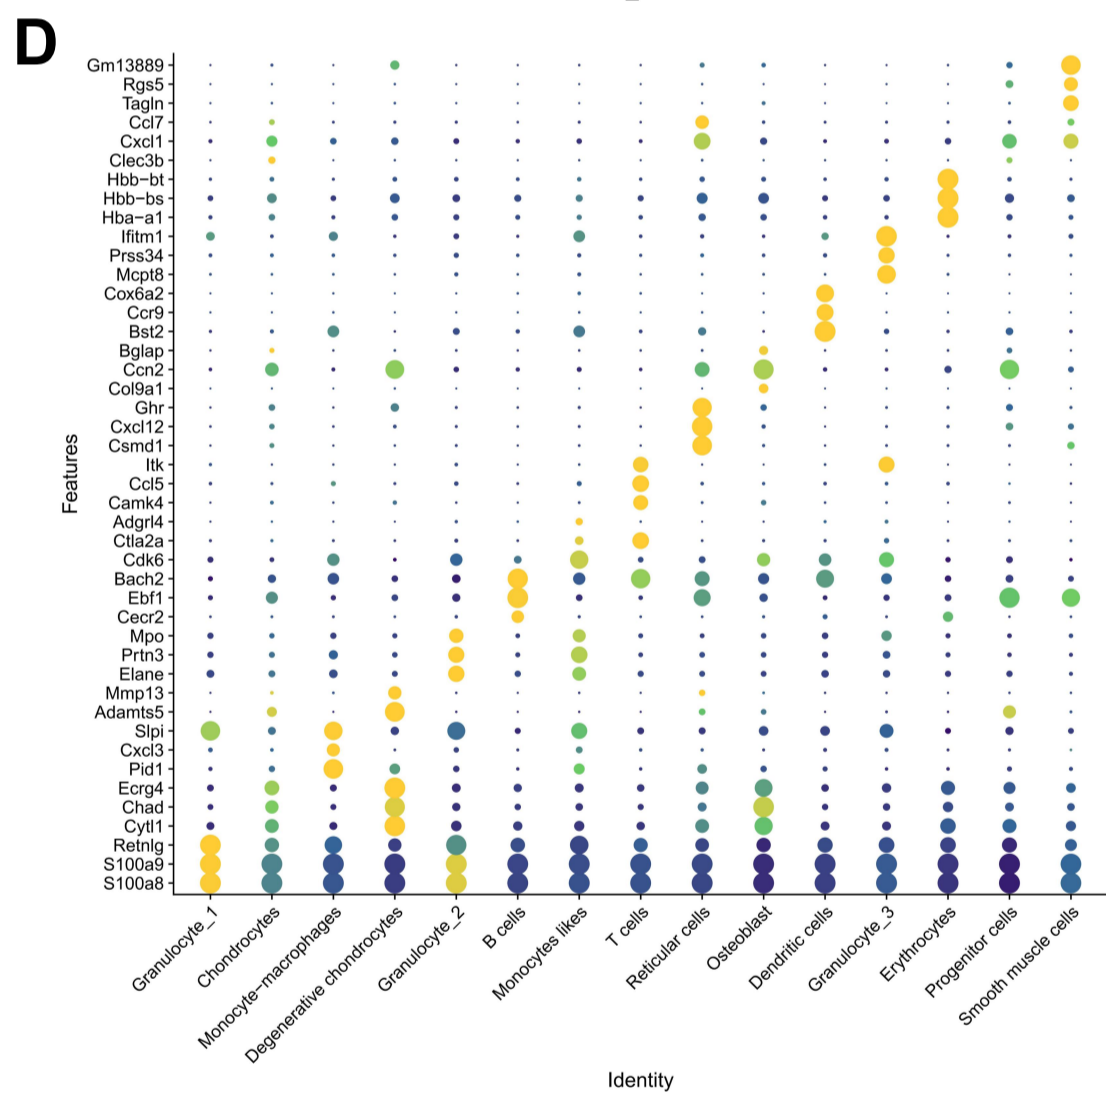 D
Gm13889
Rgs5
Tagln
Ccl7
Cxcl1
Clec3b
Hbb-bt
Hbb-bs
Hba-a1
Ifitm1
Prss34
Mcpt8
Cox6a2
Ccr9
Bst2
Bglap
Ccn2
Col9a1
Ghr
Cxcl12
Csmd1
Itk
Ccl5
Camk4
Adgrl4
Ctla2a
Cdk6
Bach2
Ebf1
Cecr2
Mpo
Prtn3
Elane
Mmp13
Adamts5
Slpi
Cxcl3
Pid1
Ecrg4
Chad
Cytl1
Retnlg
S100a9
S100a8
Features
Granulocyte_1
Chondrocytes
Monocyte−macrophages
Degenerative chondrocytes
Granulocyte_2
B cells
Monocytes likes
T cells
Reticular cells
Osteoblast
Dendritic cells
Granulocyte_3
Erythrocytes
Progenitor cells
Smooth muscle cells
Identity